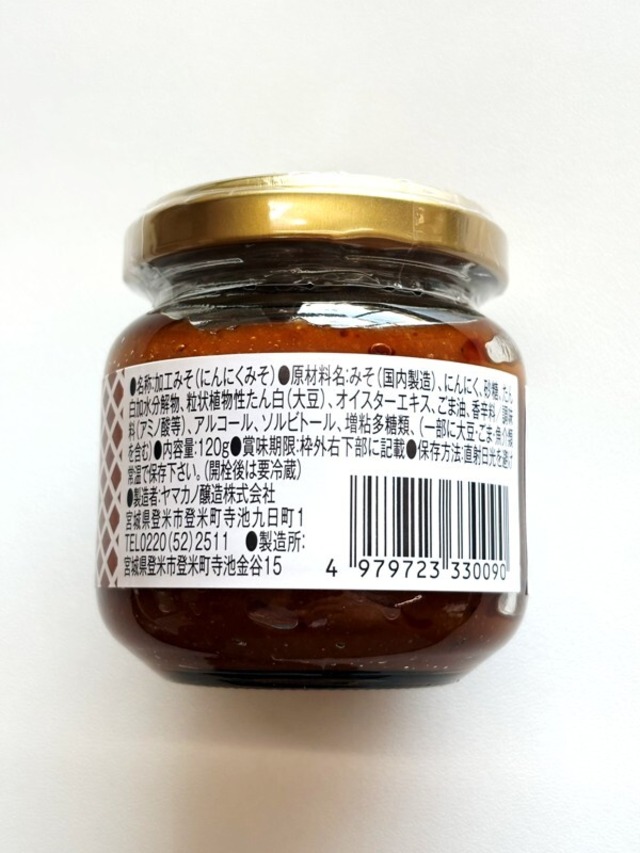 ●名称:加工みそ(にんにくみそ)●原材料名:みそ(国内製造)、にんにく、砂糖、たん
白加水分解物、粒状植物性たん白(大豆)、オイスターエキス、ごま油、香辛料/調味
料(アミノ酸等)、アルコール、ソルビトール、増粘多糖類、(一部に大豆・ごま・魚介類
を含む)●内容量:120g●賞味期限:枠外右下部に記載●保存方法:直射日光を避け
常温で保存下さい。(開栓後は要冷蔵)
●製造者:ヤマカノ醸造株式会社
宮城県登米市登米町寺池九日町1
TEL0220(52)2511 ●製造所:
宮城県登米市登米町寺池金谷15
4 979723 330090